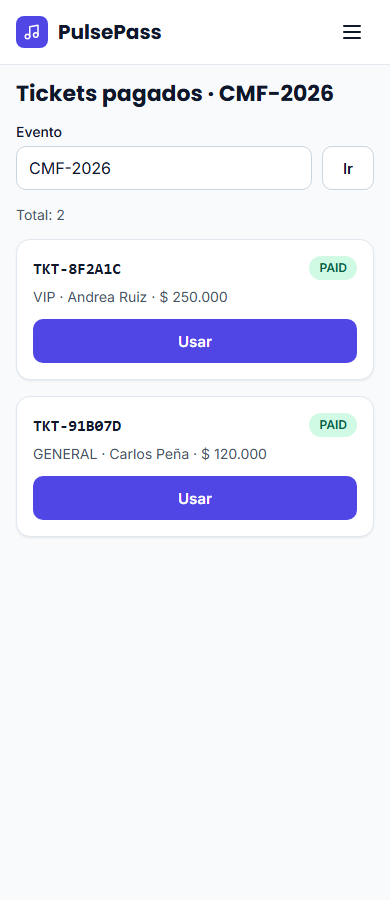 PulsePass
Tickets pagados · CMF-2026
Evento
CMF-2026
Ir
Total: 2
TKT-8F2A1C
PAID
VIP · Andrea Ruiz · $ 250.000
Usar
TKT-91B07D
PAID
GENERAL · Carlos Peña · $ 120.000
Usar